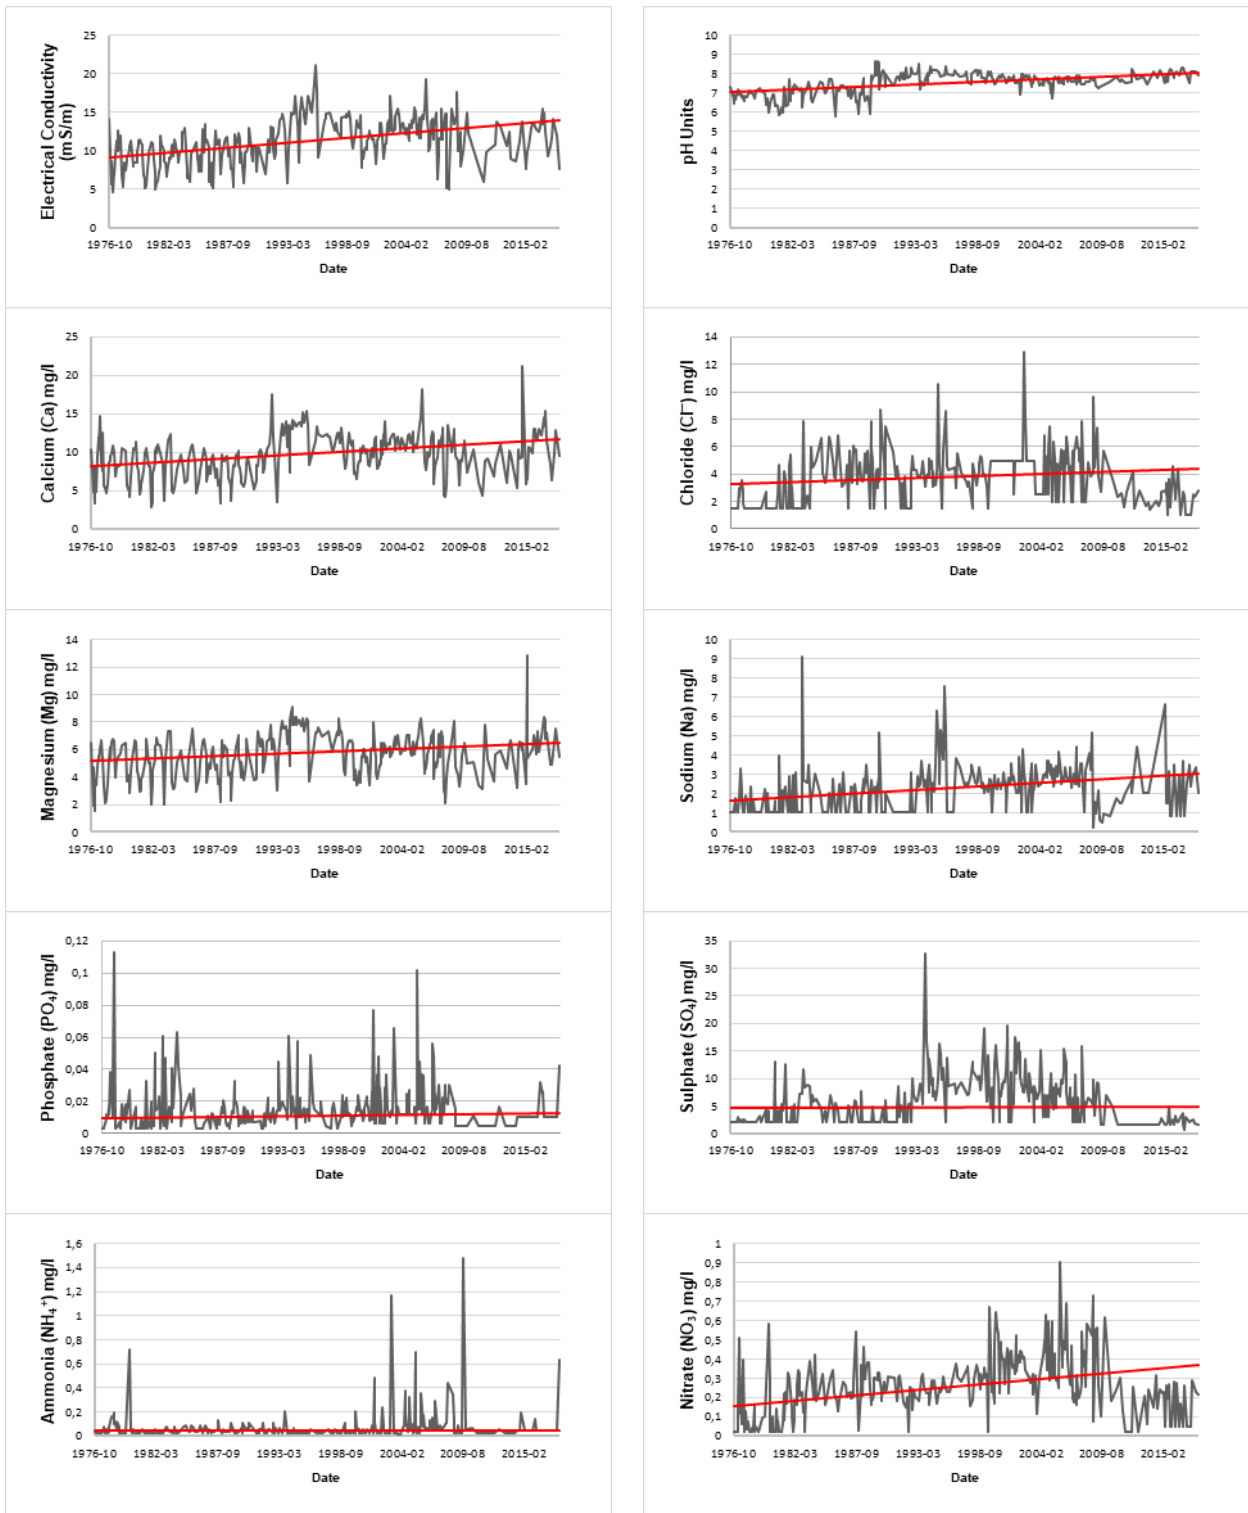 Electrical Conductivity
(mS/m)
25
20
15
10
5
0
1976-10 1982-03 1987-09 1993-03 1998-09 2004-02 2009-08 2015-02
Date
pH Units
10
9
8
7
6
5
4
3
2
1
0
1976-10 1982-03 1987-09 1993-03 1998-09 2004-02 2009-08 2015-02
Date
Calcium (Ca) mg/l
25
20
15
10
5
0
1976-10 1982-03 1987-09 1993-03 1998-09 2004-02 2009-08 2015-02
Date
Chloride (Cl⁻) mg/l
14
12
10
8
6
4
2
0
1976-10 1982-03 1987-09 1993-03 1998-09 2004-02 2009-08 2015-02
Date
Magnesium (Mg) mg/l
14
12
10
8
6
4
2
0
1976-10 1982-03 1987-09 1993-03 1998-09 2004-02 2009-08 2015-02
Date
Sodium (Na) mg/l
10
9
8
7
6
5
4
3
2
1
0
1976-10 1982-03 1987-09 1993-03 1998-09 2004-02 2009-08 2015-02
Date
Phosphate (PO₄) mg/l
0,12
0,1
0,08
0,06
0,04
0,02
0
1976-10 1982-03 1987-09 1993-03 1998-09 2004-02 2009-08 2015-02
Date
Sulphate (SO₄) mg/l
35
30
25
20
15
10
5
0
1976-10 1982-03 1987-09 1993-03 1998-09 2004-02 2009-08 2015-02
Date
Ammonia (NH₄⁺) mg/l
1,6
1,4
1,2
1
0,8
0,6
0,4
0,2
0
1976-10 1982-03 1987-09 1993-03 1998-09 2004-02 2009-08 2015-02
Date
Nitrate (NO₃) mg/l
1
0,9
0,8
0,7
0,6
0,5
0,4
0,3
0,2
0,1
0
1976-10 1982-03 1987-09 1993-03 1998-09 2004-02 2009-08 2015-02
Date